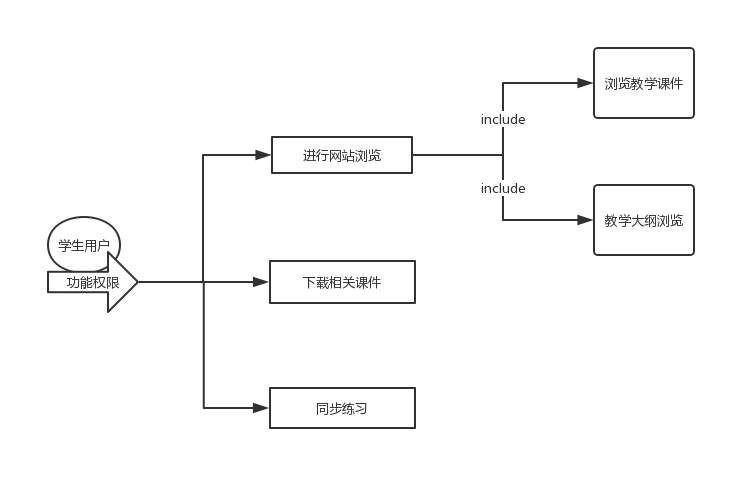 学生用户
功能权限
进行网站浏览
下载相关课件
同步练习
include
include
浏览教学课件
教学大纲浏览